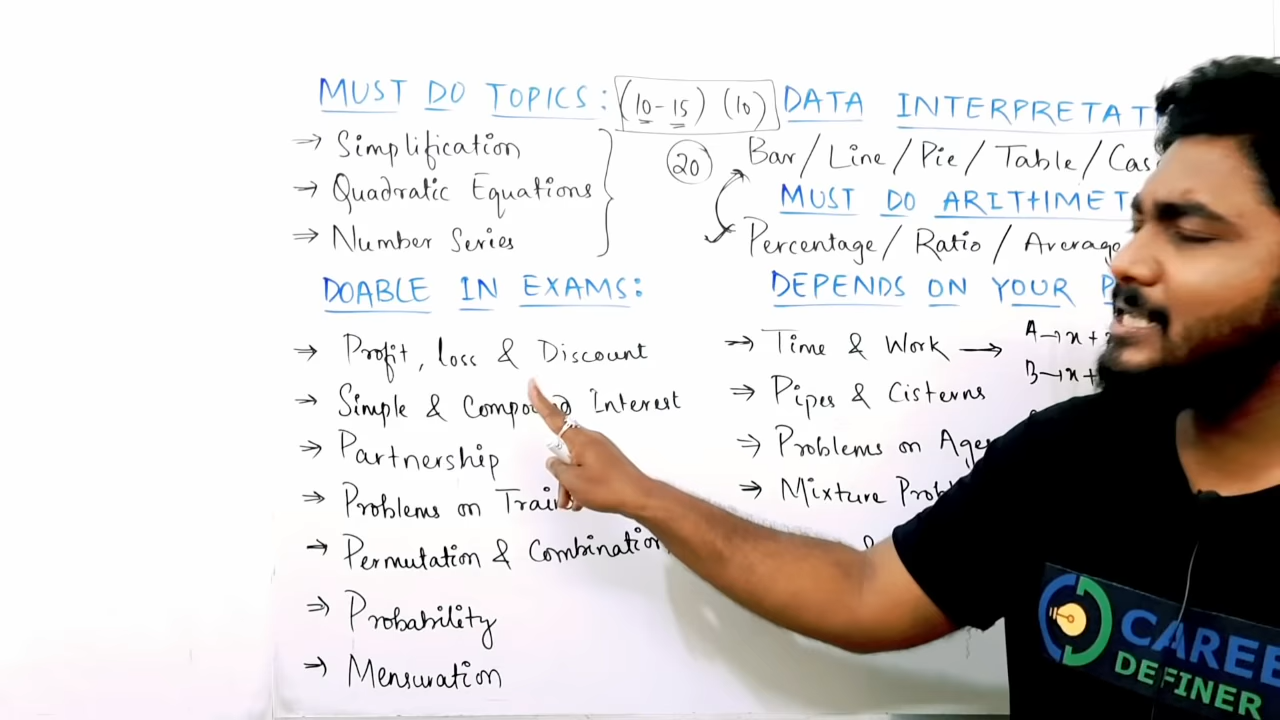 MUST DO TOPICS: (10-15) (10)
→ Simplification
→ Quadratic Equations
→ Number Series
DOABLE IN EXAMS:
→ Profit, loss & Discount
→ Simple & Compound Interest
→ Partnership
→ Problems on Train
→ Permutation & Combination
→ Probability
→ Mensuration
DATA INTERPRETAT
20 Bar / Line / Pie / Table / Cas
MUST DO ARITHMET
Percentage / Ratio / Average
DEPENDS ON YOUR P
→ Time & Work → A→x+
B→x+
→ Pipes & Cisterns
→ Problems on Age
→ Mixture Prob
&
CAREE
DEFINER